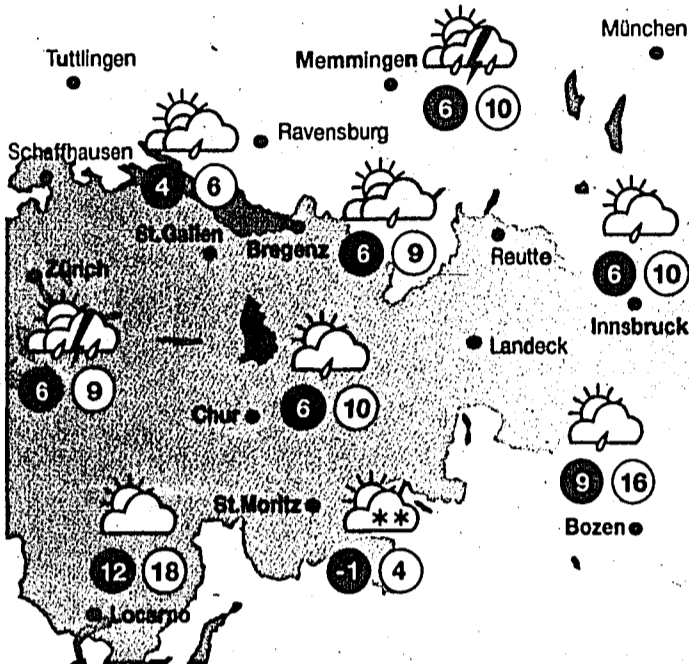 München
Tuttlingen
Memmingen
6 10
Ravensburg
Schaffhausen
4 6
St.Gallen
Bregenz
6 9
Reutte
6 10
Innsbruck
Zürich
6 9
Landeck
6 10
Chur
9 16
Bozen
St.Moritz
12 18
-1 4
Locarno